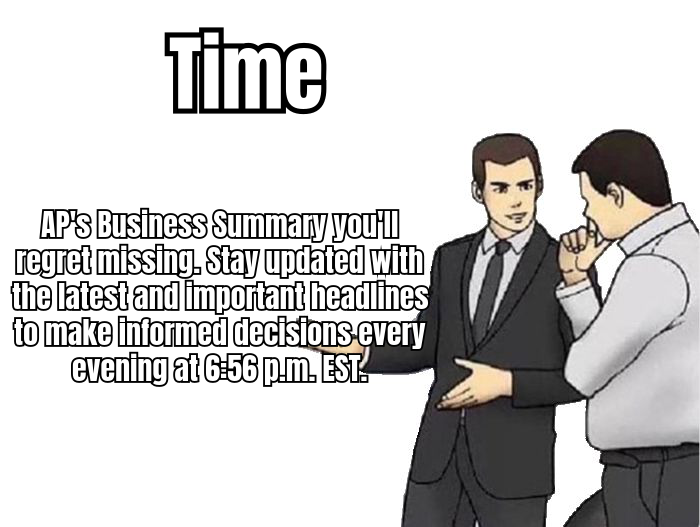 Time
AP's Business Summary you'll
regret missing. Stay updated with
the latest and important headlines
to make informed decisions every
evening at 6:56 p.m. EST.